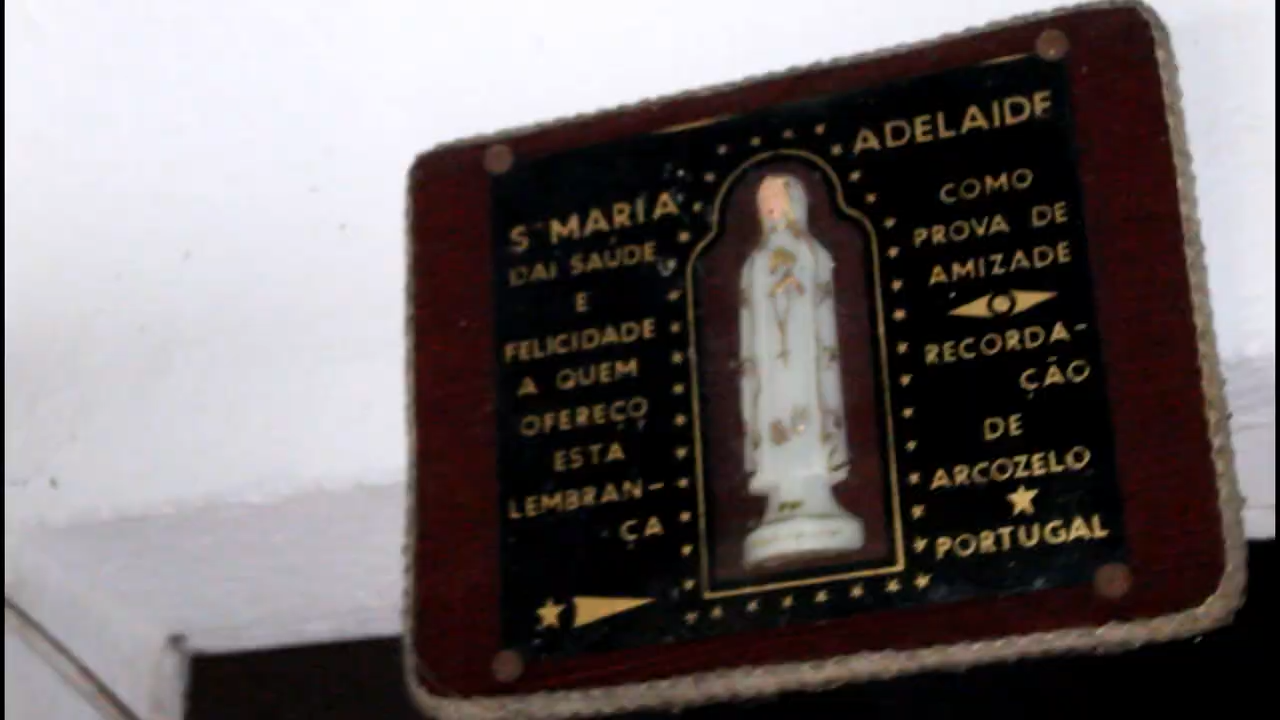 S MARIA
DAI SAÚDE
E
FELICIDADE
A QUEM
OFEREÇO
ESTA
LEMBRAN-
ÇA
ADELAIDE
COMO
PROVA DE
AMIZADE
RECORDA-
ÇÃO
DE
ARCOZELO
PORTUGAL